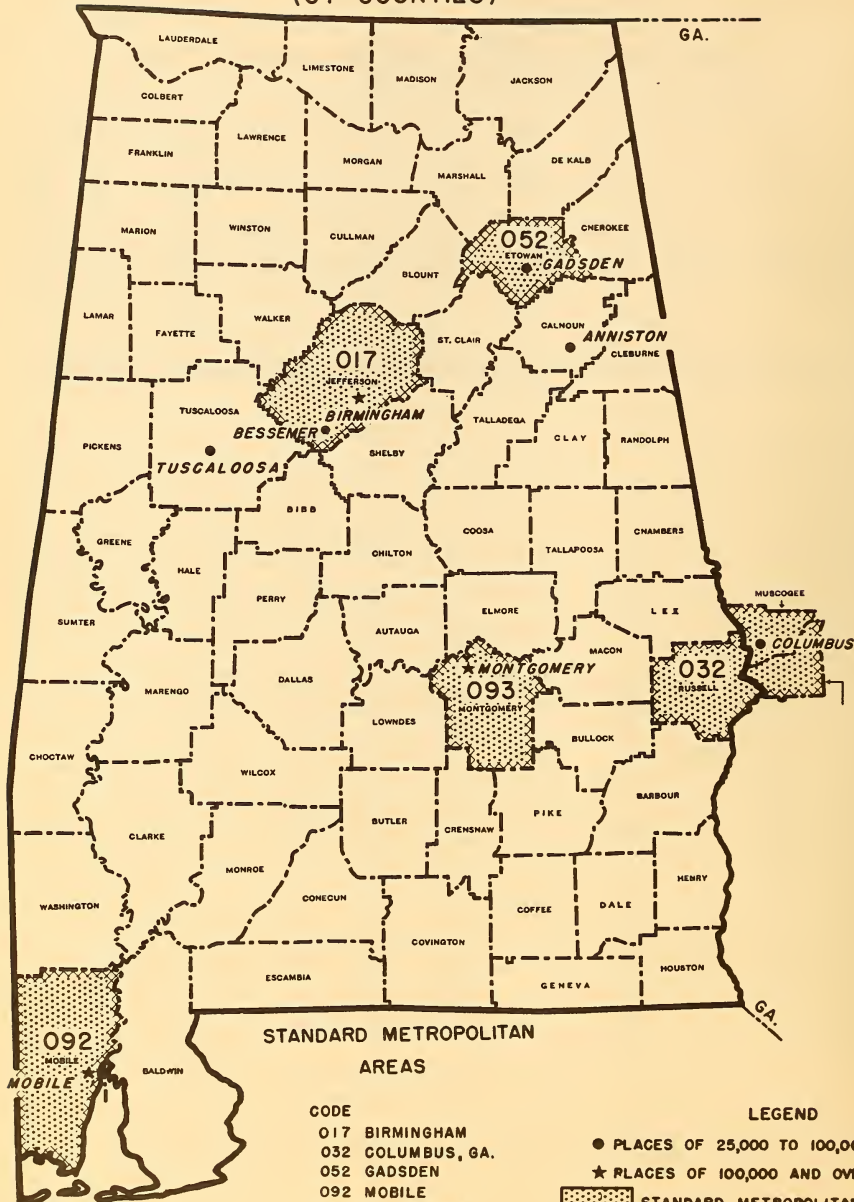 GA.
LAUDERDALE
LIMESTONE
MADISON
JACKSON
COLBERT
LAWRENCE
FRANKLIN
MORGAN
MARSHALL
DE KALB
MARION
WINSTON
CULLMAN
052
ETOWAH
GADSDEN
CHEROKEE
BLOUNT
LAMAR
FAYETTE
WALKER
ST. CLAIR
CALHOUN
ANNISTON
CLEBURNE
017
JEFFERSON
BIRMINGHAM
BESSEMER
TUSCALOOSA
TUSCALOOSA
PICKENS
SHELBY
TALLADEGA
CLAY
RANDOLPH
BIBB
GREENE
HALE
CHILTON
COOSA
TALLAPOOSA
CHAMBERS
PERRY
SUMTER
AUTAUGA
ELMORE
LEE
MUSCOGEE
MACON
COLUMBUS
MONTGOMERY
093
MONTGOMERY
032
RUSSELL
DALLAS
MARENGO
LOWNDES
BULLOCK
CHOCTAW
WILCOX
BARBOUR
CLARKE
BUTLER
CRENSHAW
PIKE
MONROE
CONECUH
HENRY
WASHINGTON
COFFEE
DALE
COVINGTON
ESCAMBIA
GENEVA
HOUSTON
GA.
092
MOBILE
MOBILE
BALDWIN
STANDARD METROPOLITAN
AREAS
CODE
017 BIRMINGHAM
032 COLUMBUS, GA.
052 GADSDEN
092 MOBILE
LEGEND
● PLACES OF 25,000 TO 100,00
★ PLACES OF 100,000 AND OV